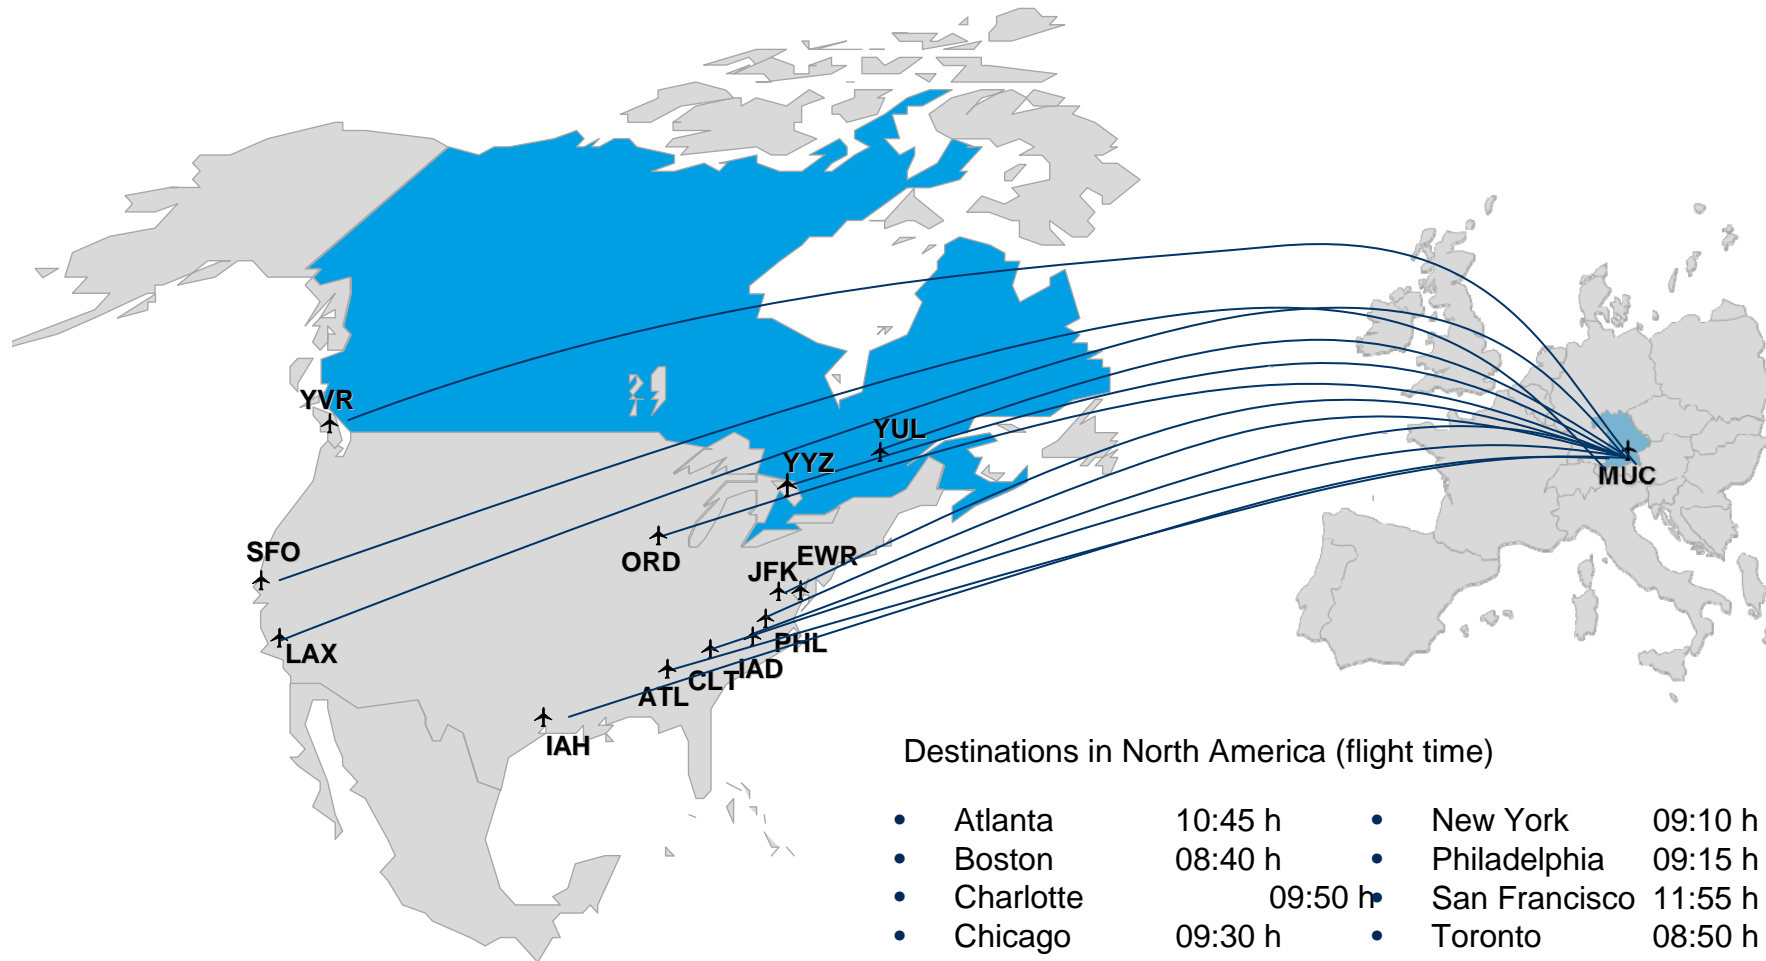 YVR
YUL
YYZ
MUC
SFO
ORD
EWR
JFK
LAX
PHL
IAD
CLT
ATL
IAH
Destinations in North America (flight time)
• Atlanta 10:45 h
• Boston 08:40 h
• Charlotte 09:50 h
• Chicago 09:30 h
• New York 09:10 h
• Philadelphia 09:15 h
• San Francisco 11:55 h
• Toronto 08:50 h